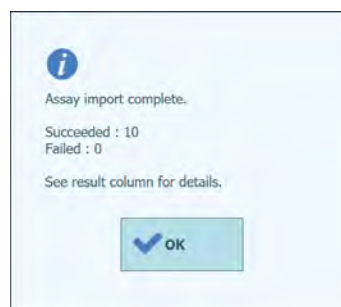 Assay import complete.
Succeeded : 10
Failed : 0
See result column for details.
OK